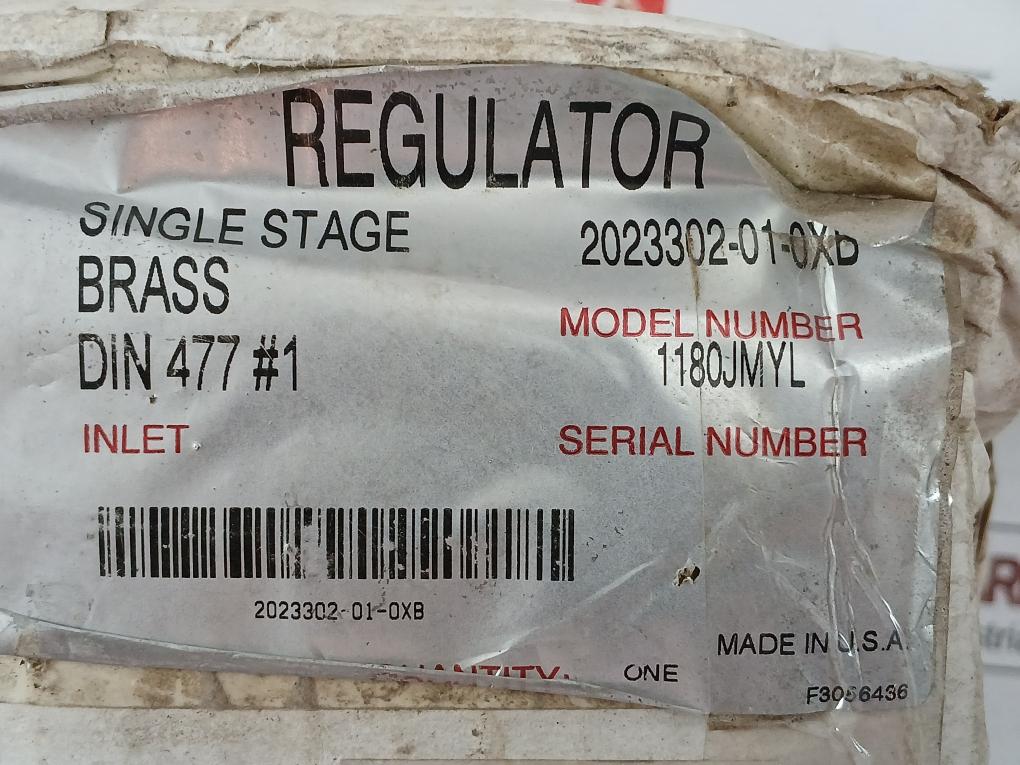 REGULATOR
SINGLE STAGE
2023302-01-0XB
BRASS
MODEL NUMBER
DIN 477 #1
1180JMYL
INLET
SERIAL NUMBER
2023302-01-0XB
MADE IN U.S.A.
QUANTITY: ONE
F3056436